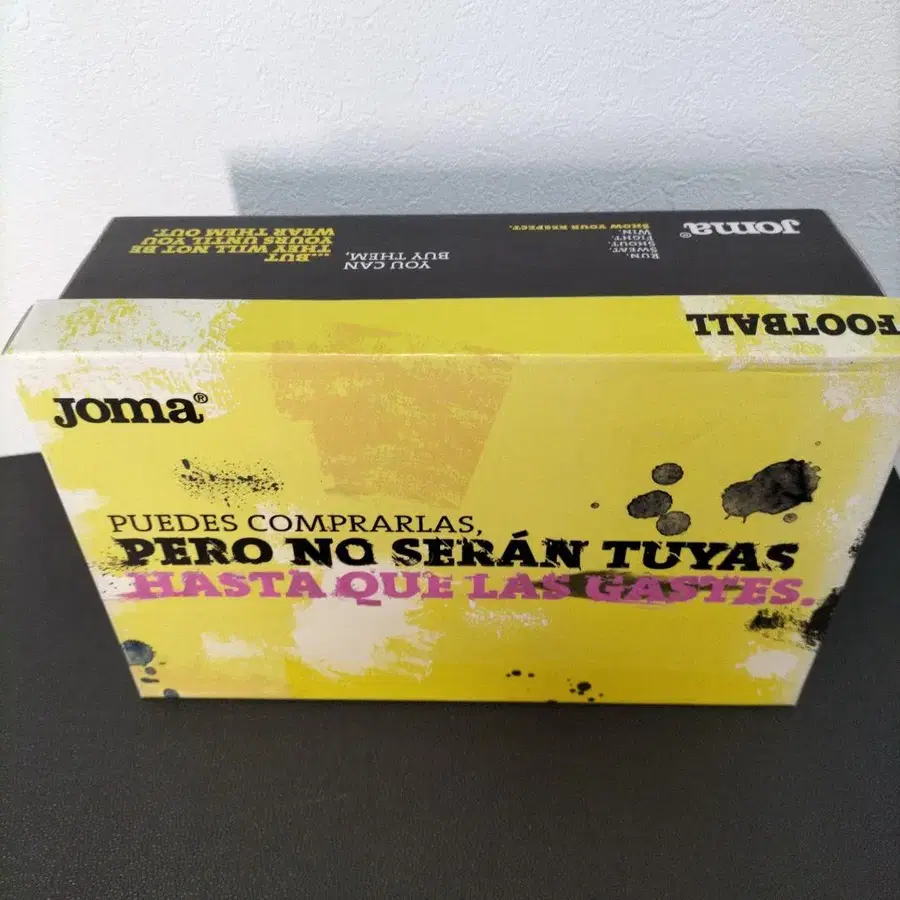 Joma®
PUEDES COMPRARLAS,
PERO NO SERÁN TUYAS
HASTA QUE LAS GASTES.
FOOTBALL
Joma®
RUN.
SWEAT.
SHOUT.
FIGHT.
WIN.
SHOW YOUR RESPECT.
YOU CAN
BUY THEM,
...BUT
THEY WILL NOT BE
YOURS UNTIL YOU
WEAR THEM OUT.